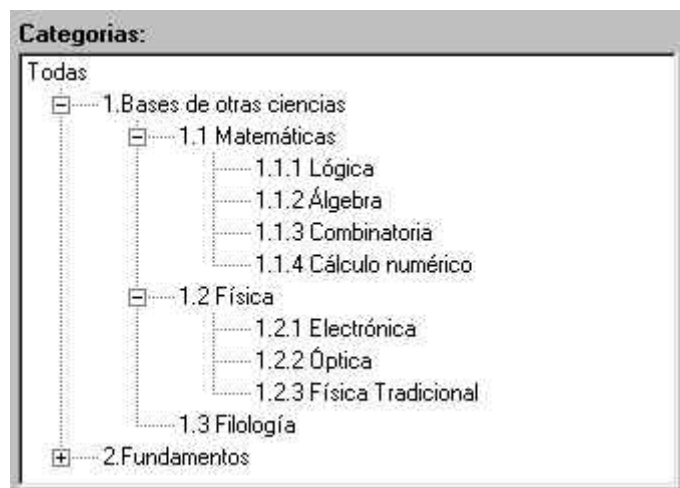 Categorias:
Todas
1.Bases de otras ciencias
1.1 Matemáticas
1.1.1 Lógica
1.1.2 Álgebra
1.1.3 Combinatoria
1.1.4 Cálculo numérico
1.2 Física
1.2.1 Electrónica
1.2.2 Óptica
1.2.3 Física Tradicional
1.3 Filología
2.Fundamentos